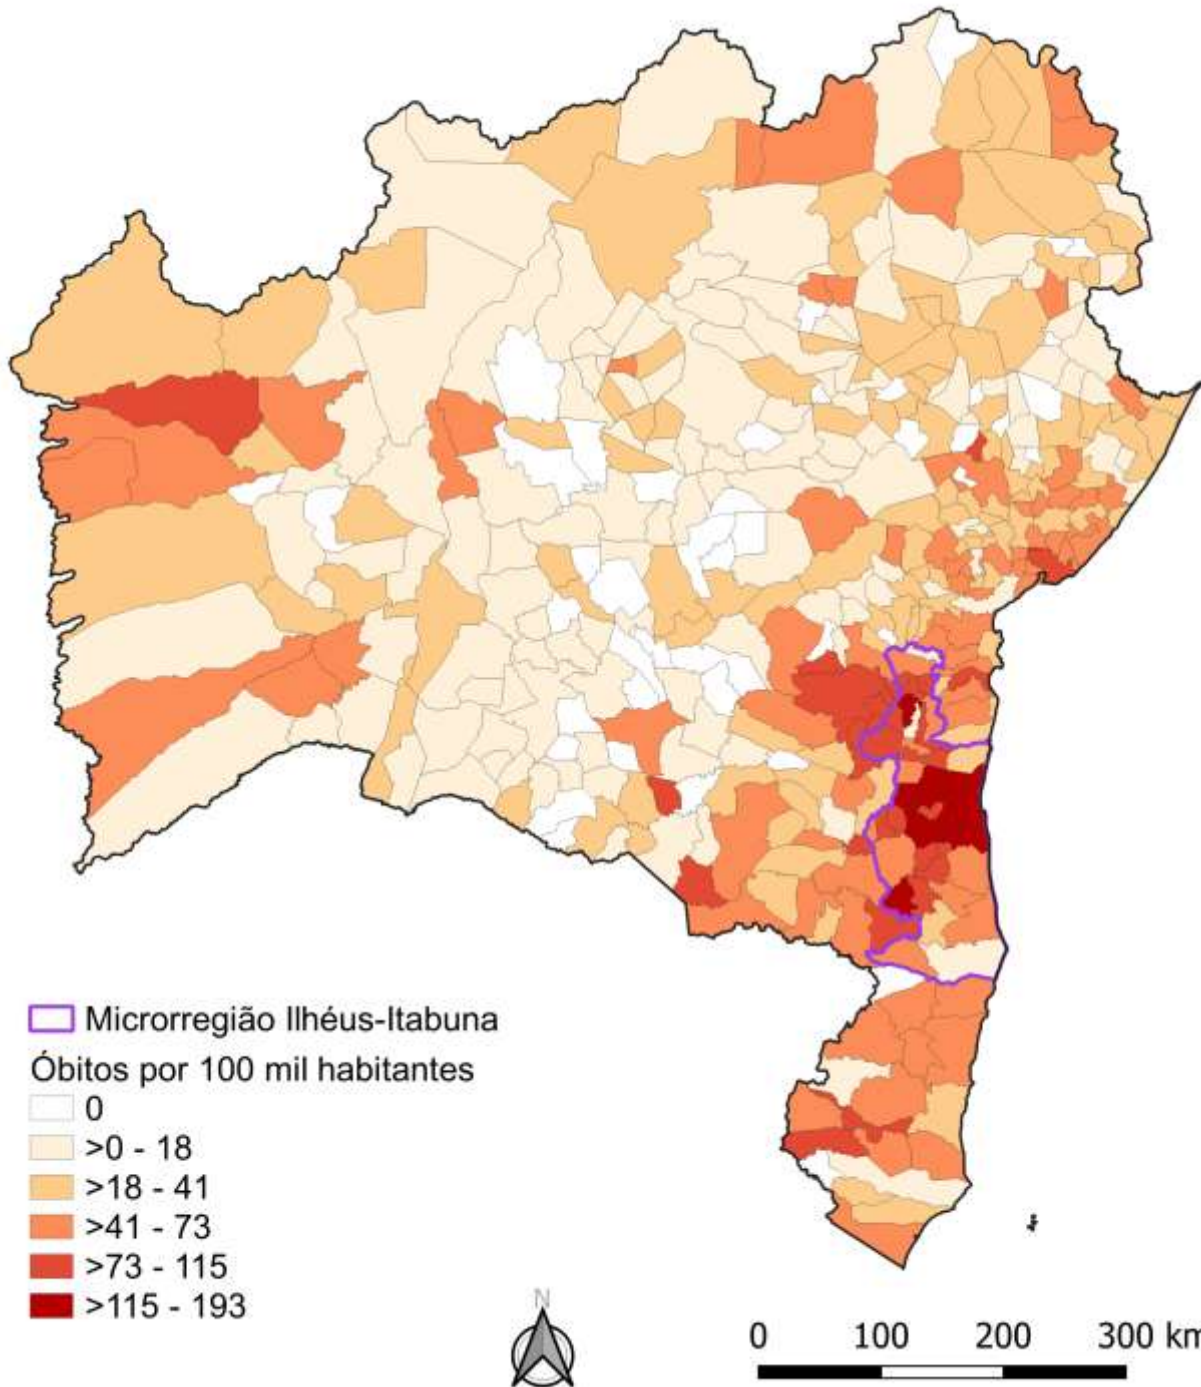 Microrregião Ilhéus-Itabuna
Óbitos por 100 mil habitantes
0
>0 - 18
>18 - 41
>41 - 73
>73 - 115
>115 - 193
N
0 100 200 300 km